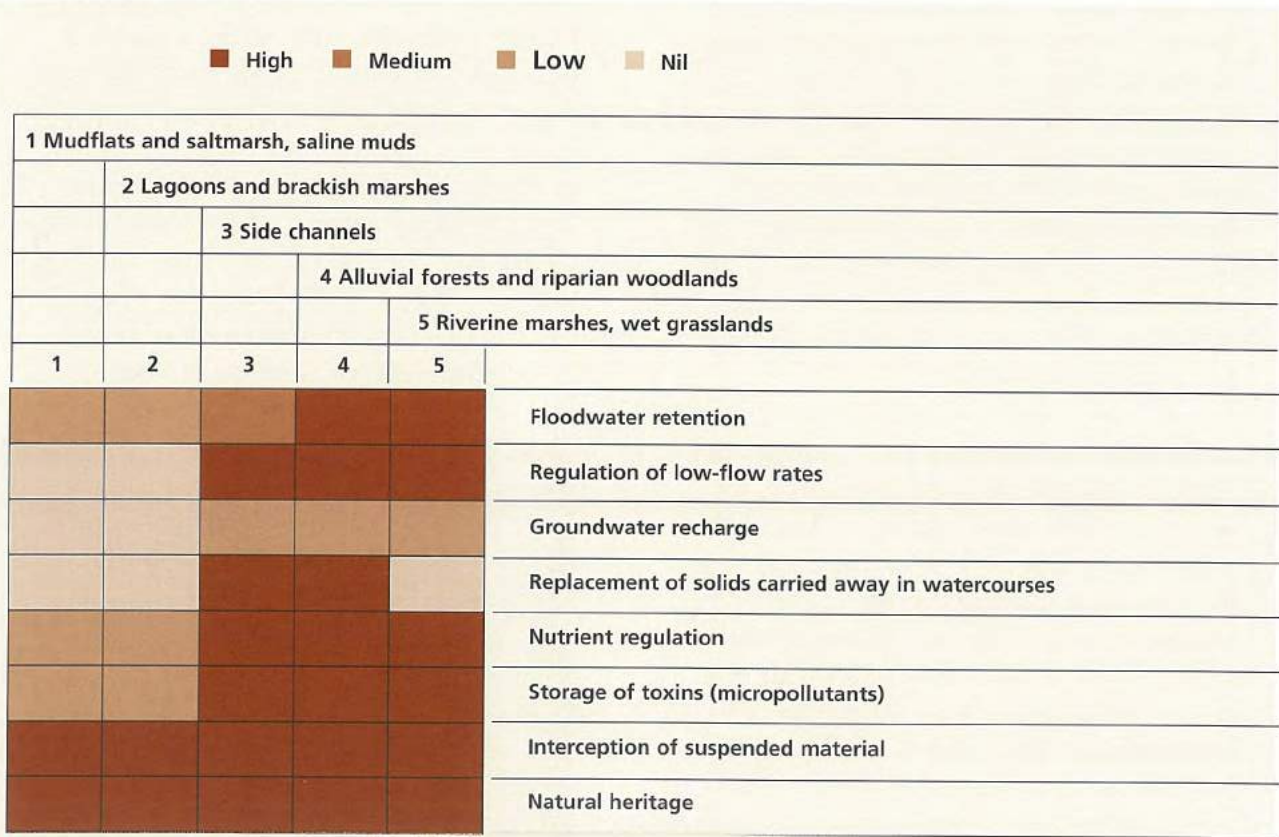 High Medium Low Nil
1 Mudflats and saltmarsh, saline muds
2 Lagoons and brackish marshes
3 Side channels
4 Alluvial forests and riparian woodlands
5 Riverine marshes, wet grasslands
1 2 3 4 5
Floodwater retention
Regulation of low-flow rates
Groundwater recharge
Replacement of solids carried away in watercourses
Nutrient regulation
Storage of toxins (micropollutants)
Interception of suspended material
Natural heritage